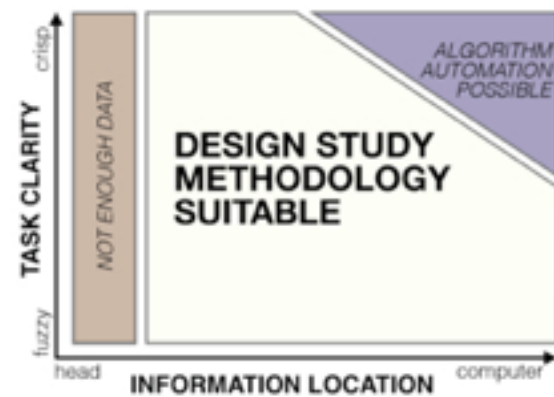 crisp
TASK CLARITY
fuzzy
NOT ENOUGH DATA
DESIGN STUDY
METHODOLOGY
SUITABLE
ALGORITHM
AUTOMATION
POSSIBLE
head
computer
INFORMATION LOCATION